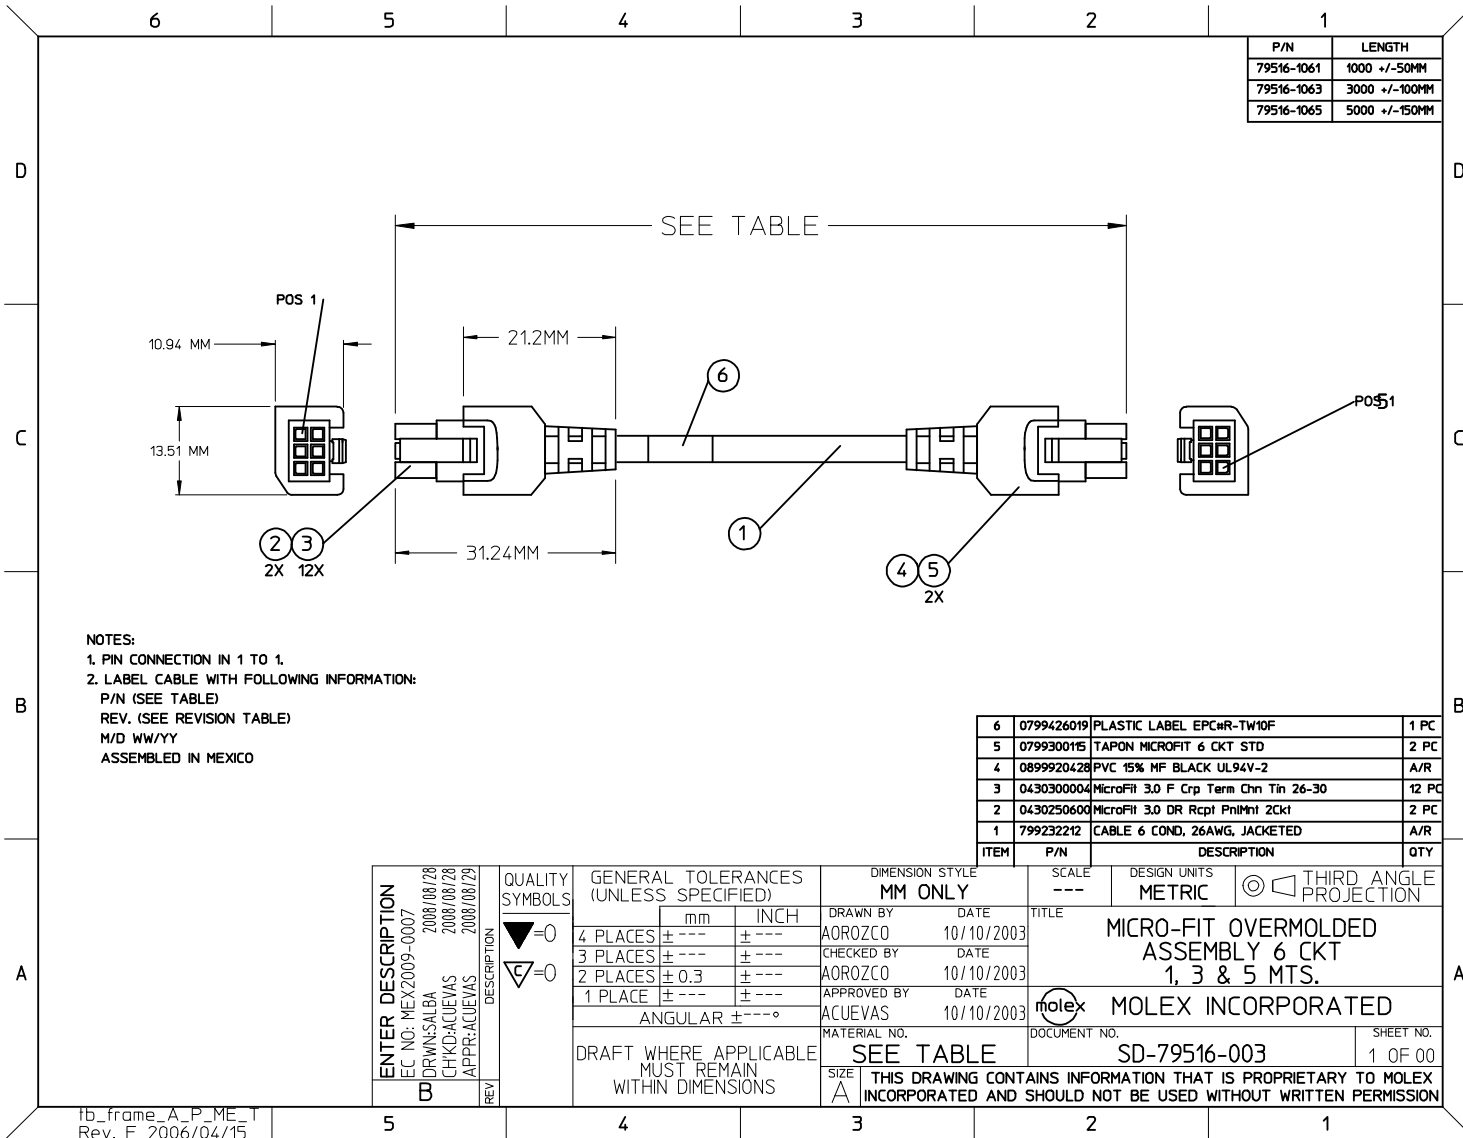 6 5 4 3 2 1
P/N LENGTH
79516-1061 1000 +/-50MM
79516-1063 3000 +/-100MM
79516-1065 5000 +/-150MM
D D
SEE TABLE
POS 1
10.94 MM
21.2MM
6
POS 1
5
C C
13.51 MM
2 3
2X 12X
31.24MM
1
4 5
2X
NOTES:
1. PIN CONNECTION IN 1 TO 1.
2. LABEL CABLE WITH FOLLOWING INFORMATION:
P/N (SEE TABLE)
REV. (SEE REVISION TABLE)
M/D WW/YY
ASSEMBLED IN MEXICO
B B
6 0799426019 PLASTIC LABEL EPC#R-TW10F 1 PC
5 0799300115 TAPON MICROFIT 6 CKT STD 2 PC
4 0899920428 PVC 15% MF BLACK UL94V-2 A/R
3 0430300004 MicroFit 3.0 F Crp Term Chn Tin 26-30 12 PC
2 0430250600 MicroFit 3.0 DR Rcpt PnlMnt 2Ckt 2 PC
1 799232212 CABLE 6 COND, 26AWG, JACKETED A/R
ITEM P/N DESCRIPTION QTY
A A
ENTER DESCRIPTION
EC NO: MEX2009-0007
DRWN:SALBA 2008/08/28
CH'KD:ACUEVAS 2008/08/28
APPR:ACUEVAS 2008/08/29
B
DESCRIPTION
REV
QUALITY
SYMBOLS
=0
C =0
GENERAL TOLERANCES
(UNLESS SPECIFIED)
mm INCH
4 PLACES ± --- ± ---
3 PLACES ± --- ± ---
2 PLACES ± 0.3 ± ---
1 PLACE ± --- ± ---
ANGULAR ±---°
DRAFT WHERE APPLICABLE
MUST REMAIN
WITHIN DIMENSIONS
DIMENSION STYLE
MM ONLY
SCALE
---
DESIGN UNITS
METRIC
THIRD ANGLE
PROJECTION
DRAWN BY DATE
AOROZCO 10/10/2003
CHECKED BY DATE
AOROZCO 10/10/2003
APPROVED BY DATE
ACUEVAS 10/10/2003
TITLE
MICRO-FIT OVERMOLDED
ASSEMBLY 6 CKT
1, 3 & 5 MTS.
molex MOLEX INCORPORATED
MATERIAL NO.
SEE TABLE
DOCUMENT NO.
SD-79516-003
SHEET NO.
1 OF 00
SIZE
A
THIS DRAWING CONTAINS INFORMATION THAT IS PROPRIETARY TO MOLEX
INCORPORATED AND SHOULD NOT BE USED WITHOUT WRITTEN PERMISSION
tb_frame_A_P_ME_T
Rev. F 2006/04/15
5 4 3 2 1